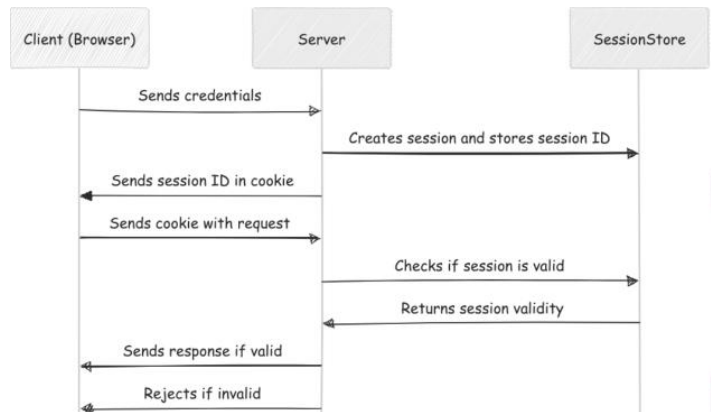 Client (Browser)
Server
SessionStore
Sends credentials
Creates session and stores session ID
Sends session ID in cookie
Sends cookie with request
Checks if session is valid
Returns session validity
Sends response if valid
Rejects if invalid